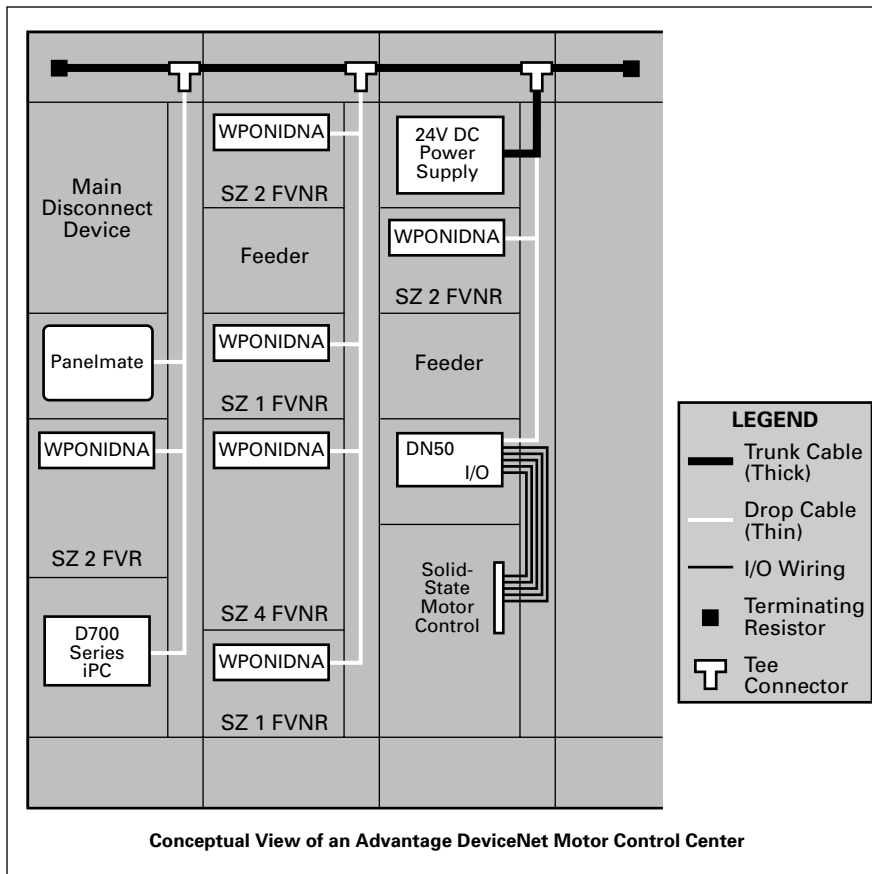 Main
Disconnect
Device
Panelmate
WPONIDNA
SZ 2 FVR
D700
Series
iPC
WPONIDNA
SZ 2 FVNR
Feeder
WPONIDNA
SZ 1 FVNR
WPONIDNA
SZ 4 FVNR
WPONIDNA
SZ 1 FVNR
24V DC
Power
Supply
WPONIDNA
SZ 2 FVNR
Feeder
DN50
I/O
Solid-
State
Motor
Control
LEGEND
Trunk Cable
(Thick)
Drop Cable
(Thin)
I/O Wiring
Terminating
Resistor
Tee
Connector
Conceptual View of an Advantage DeviceNet Motor Control Center